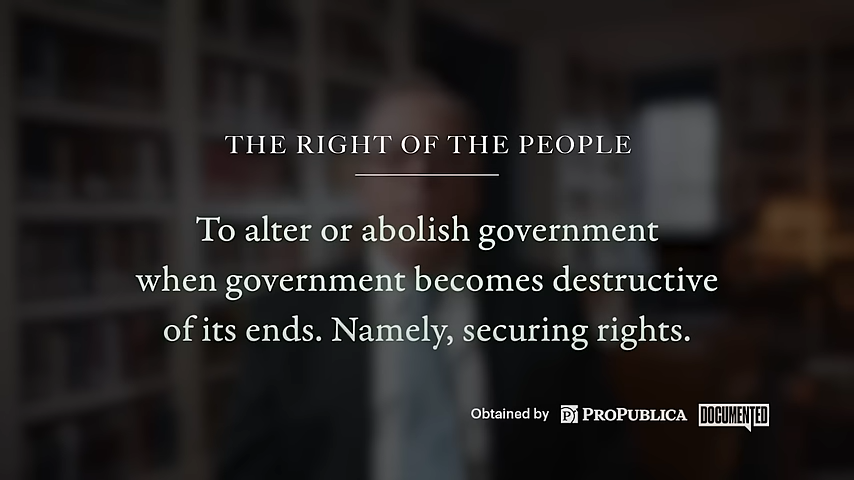 THE RIGHT OF THE PEOPLE
To alter or abolish government
when government becomes destructive
of its ends. Namely, securing rights.
Obtained by PROPUBLICA DOCUMENTED